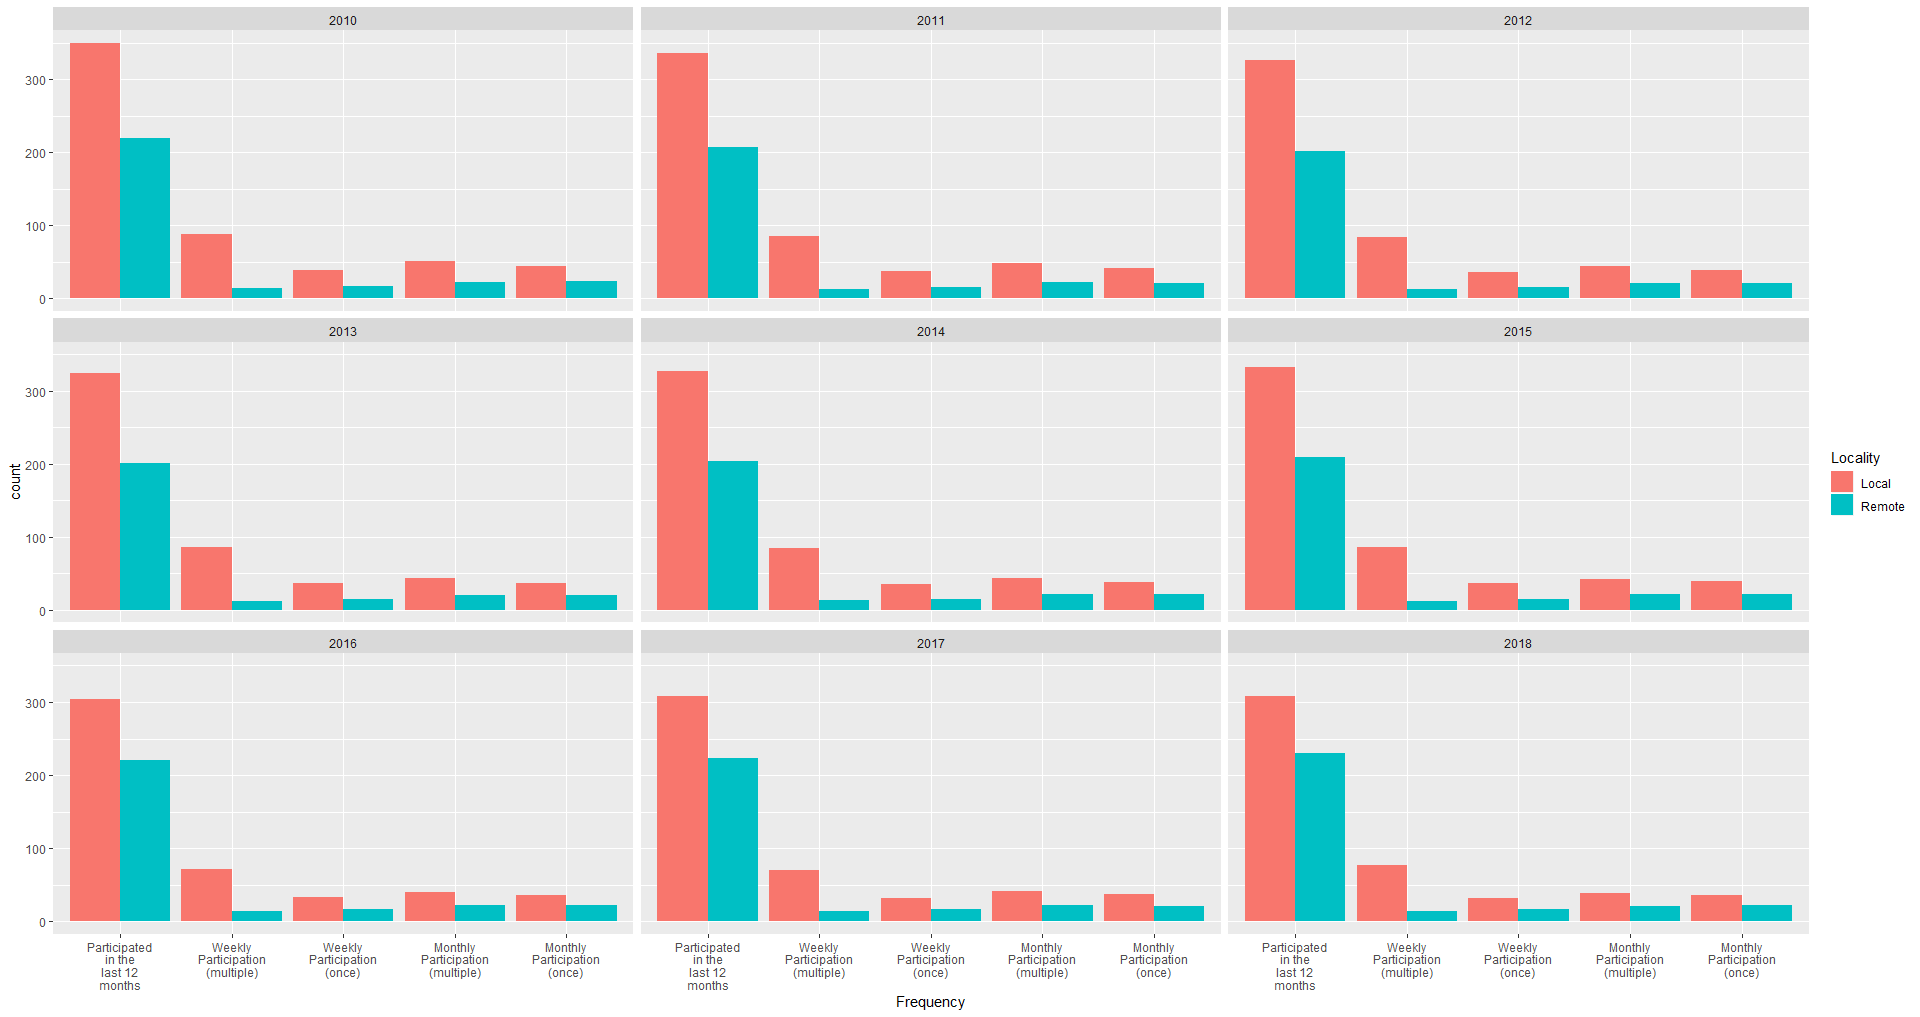 2010
2011
2012
300
200
100
0
2013
2014
2015
300
200
100
0
count
Locality
Local
Remote
2016
2017
2018
300
200
100
0
Participated
in the
last 12
months
Weekly
Participation
(multiple)
Weekly
Participation
(once)
Monthly
Participation
(multiple)
Monthly
Participation
(once)
Participated
in the
last 12
months
Weekly
Participation
(multiple)
Weekly
Participation
(once)
Monthly
Participation
(multiple)
Monthly
Participation
(once)
Participated
in the
last 12
months
Weekly
Participation
(multiple)
Weekly
Participation
(once)
Monthly
Participation
(multiple)
Monthly
Participation
(once)
Frequency